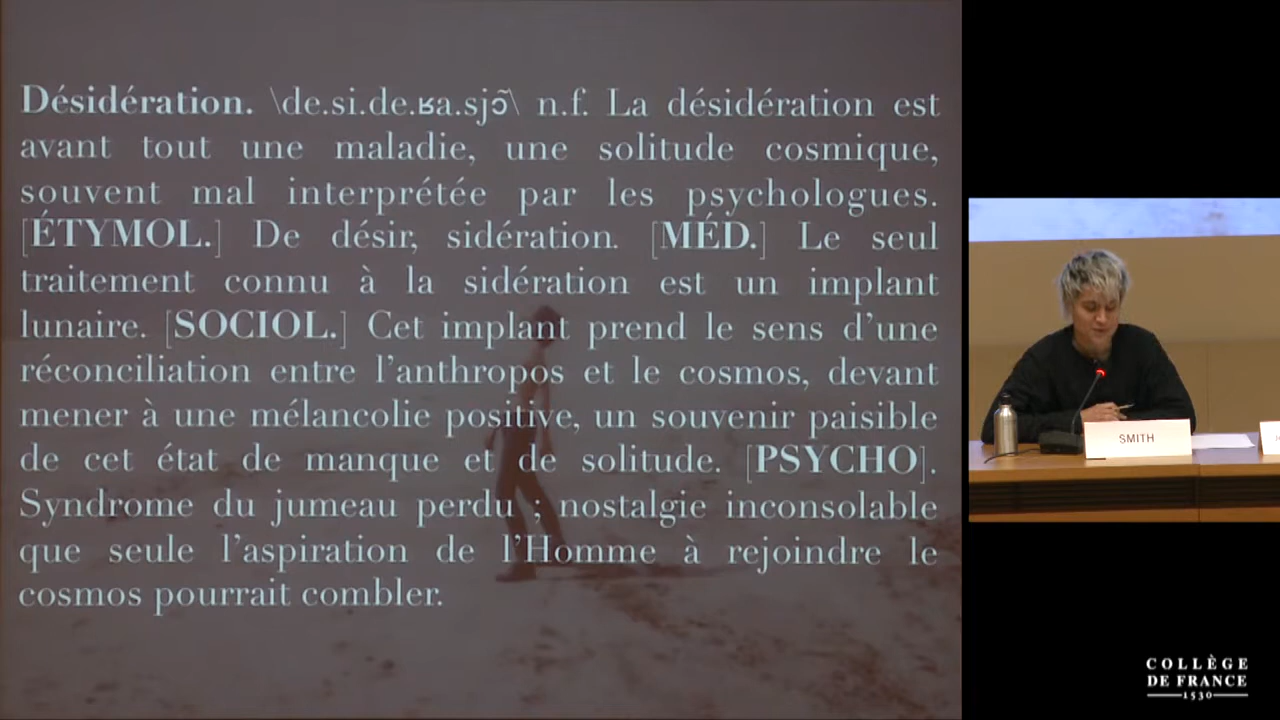 Désidération. \de.si.de.ʁa.sjɔ̃\ n.f. La désidération est
avant tout une maladie, une solitude cosmique,
souvent mal interprétée par les psychologues.
[ÉTYMOL.] De désir, sidération. [MÉD.] Le seul
traitement connu à la sidération est un implant
lunaire. [SOCIOL.] Cet implant prend le sens d'une
réconciliation entre l'anthropos et le cosmos, devant
mener à une mélancolie positive, un souvenir paisible
de cet état de manque et de solitude. [PSYCHO].
Syndrome du jumeau perdu ; nostalgie inconsolable
que seule l'aspiration de l'Homme à rejoindre le
cosmos pourrait combler.
SMITH
COLLÈGE
DE FRANCE
1530